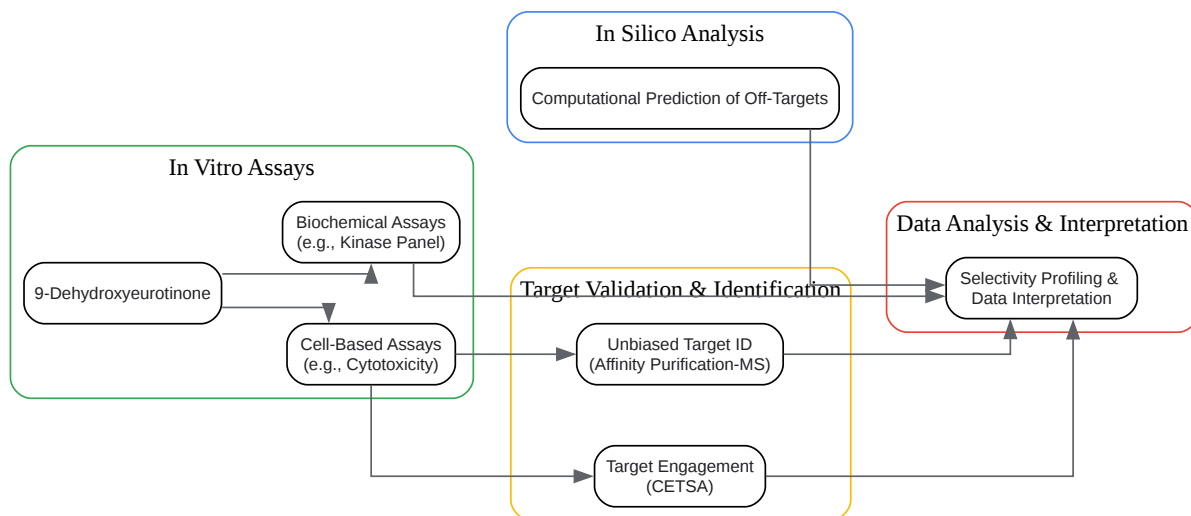 In Silico Analysis
Computational Prediction of Off-Targets
In Vitro Assays
Biochemical Assays
(e.g., Kinase Panel)
9-Dehydroxyeurotinone
Cell-Based Assays
(e.g., Cytotoxicity)
Target Validation & Identification
Unbiased Target ID
(Affinity Purification-MS)
Target Engagement
(CETSA)
Data Analysis & Interpretation
Selectivity Profiling &
Data Interpretation